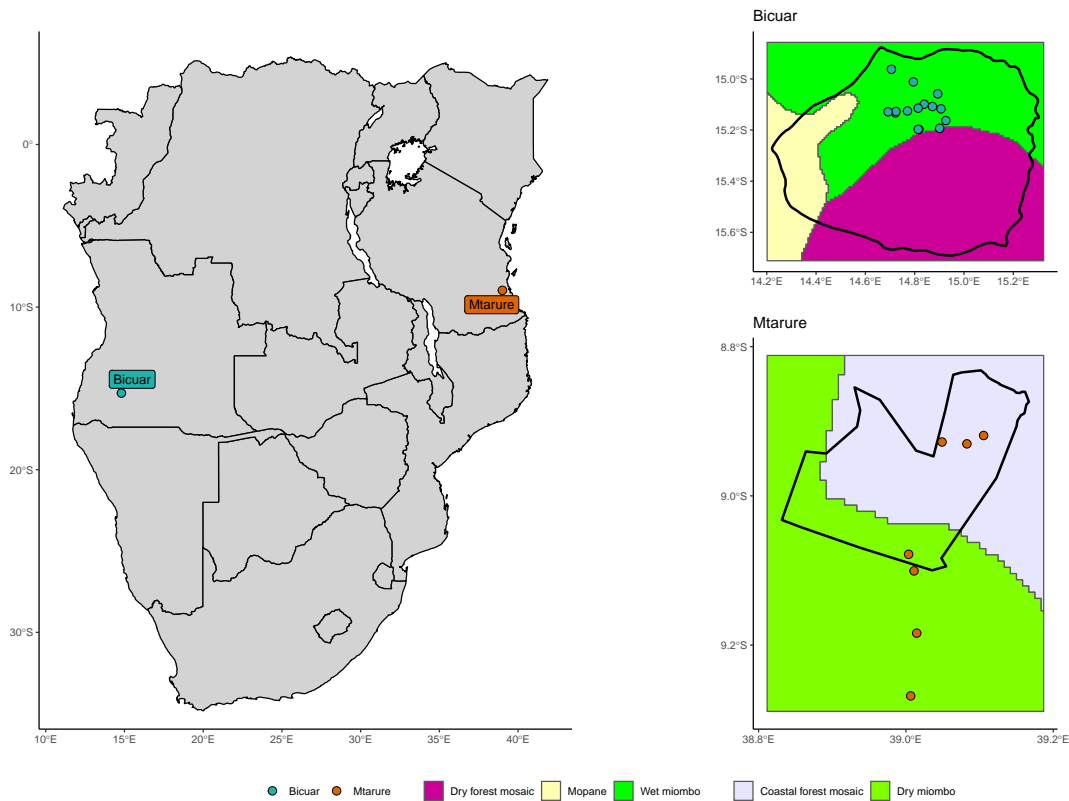 Bicuar
15.0°S
15.2°S
15.4°S
15.6°S
14.2°E 14.4°E 14.6°E 14.8°E 15.0°E 15.2°E
0°
10°S
20°S
30°S
Mtarure
Bicuar
10°E 15°E 20°E 25°E 30°E 35°E 40°E
Mtarure
8.8°S
9.0°S
9.2°S
38.8°E 39.0°E 39.2°E
Bicuar Mtarure Dry forest mosaic Mopane Wet miombo Coastal forest mosaic Dry miombo